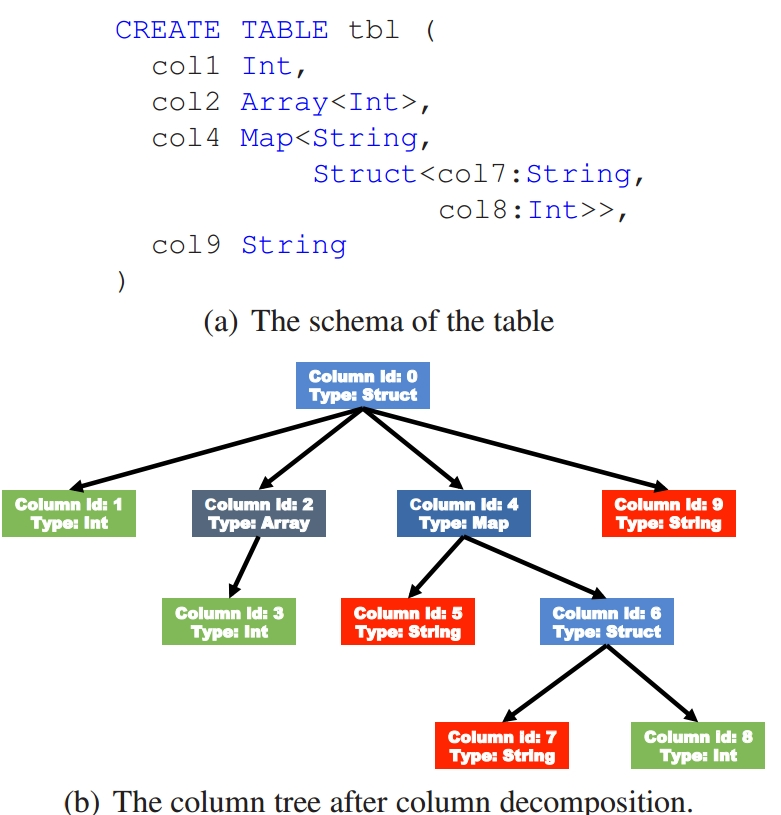 CREATE TABLE tbl (
col1 Int,
col2 Array<Int>,
col4 Map<String,
Struct<col7:String,
col8:Int>>,
col9 String
)
(a) The schema of the table
Column Id: 0
Type: Struct
Column Id: 1
Type: Int
Column Id: 2
Type: Array
Column Id: 4
Type: Map
Column Id: 9
Type: String
Column Id: 3
Type: Int
Column Id: 5
Type: String
Column Id: 6
Type: Struct
Column Id: 7
Type: String
Column Id: 8
Type: Int
(b) The column tree after column decomposition.